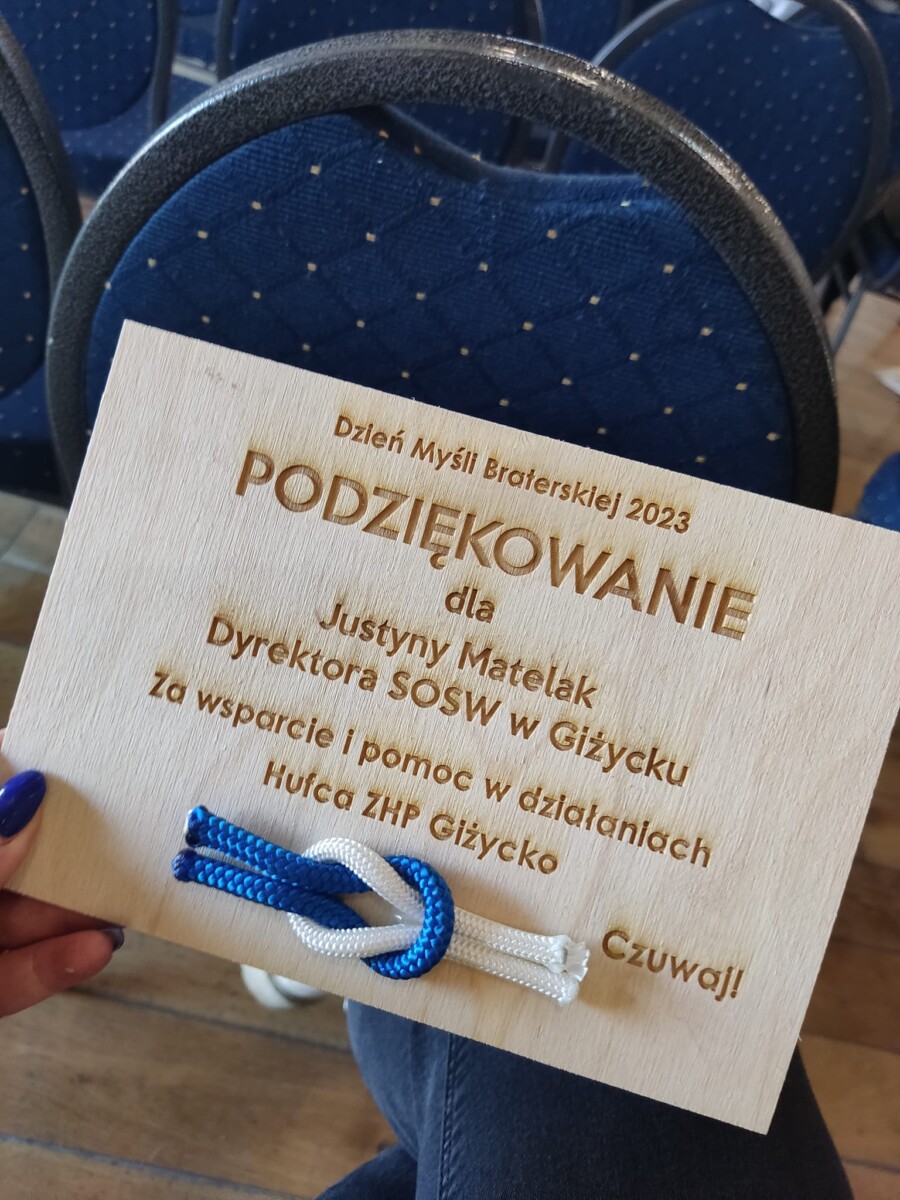 Dzień Myśli Braterskiej 2023
PODZIĘKOWANIE
dla
Justyny Matelak
Dyrektora SOSW w Giżycku
Za wsparcie i pomoc w działaniach
Hufca ZHP Giżycko
Czuwaj!